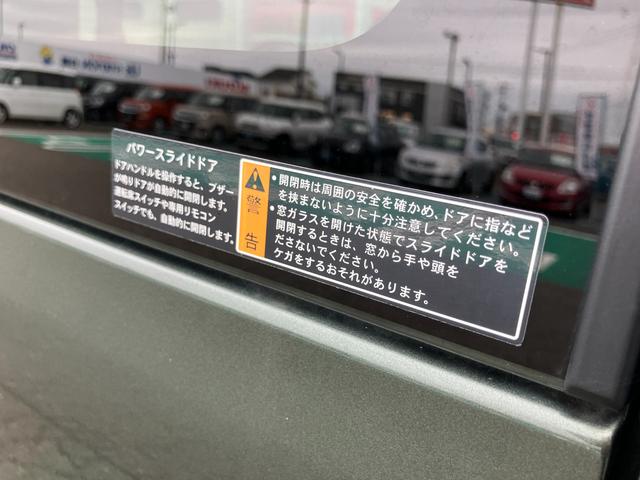 パワースライドドア
ドアハンドルを操作すると、ブザー
が鳴りドアが自動的に開閉します。
運転席スイッチや専用リモコン
スイッチでも、自動的に開閉します。
警告
・開閉時は周囲の安全を確かめ、ドアに指など
を挟まないように十分注意してください。
・窓ガラスを開けた状態でスライドドアを
開閉するときは、窓から手や頭を
ださないでください。
ケガをするおそれがあります。